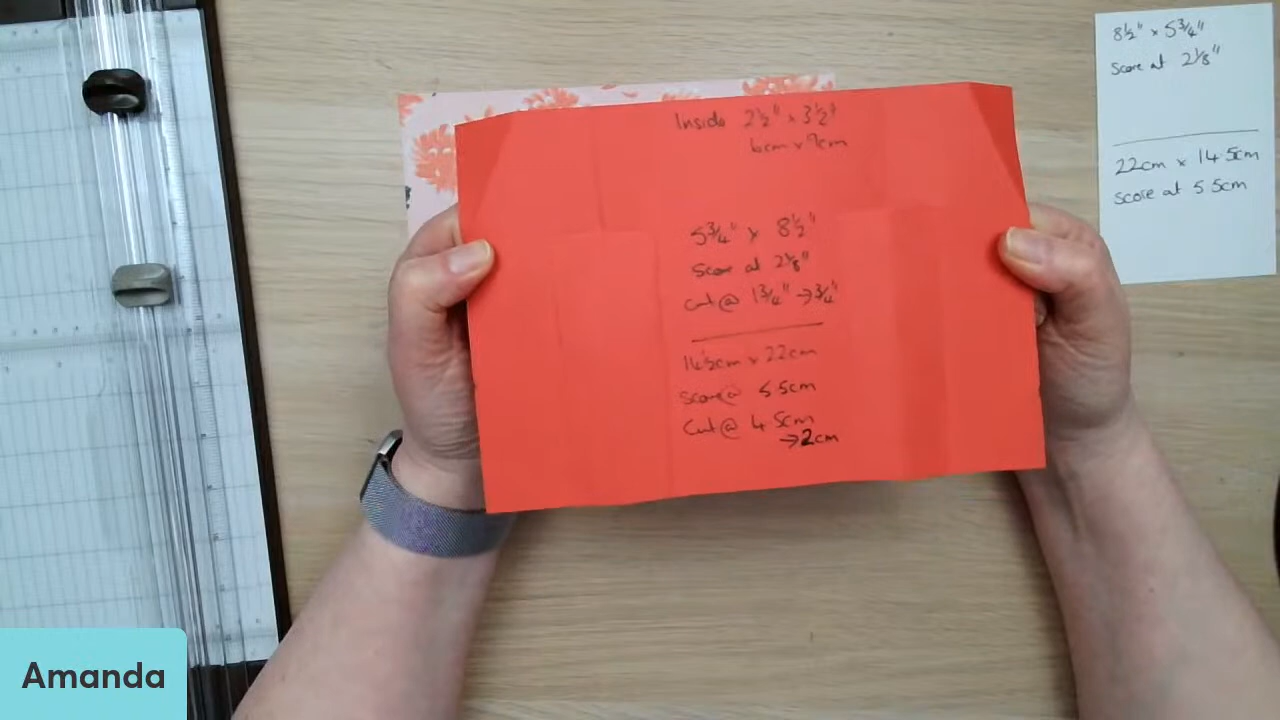 Inside 2½" x 3½"
6cm x 9cm
5¾" x 8½"
Score at 2⅛"
Cut@ 1¾" → ¾"
14½cm x 22cm
Score@ 5.5cm
Cut@ 4.5cm
→2cm
8½" x 5¾"
Score at 2⅛"
22cm x 14.5cm
score at 5.5cm
Amanda